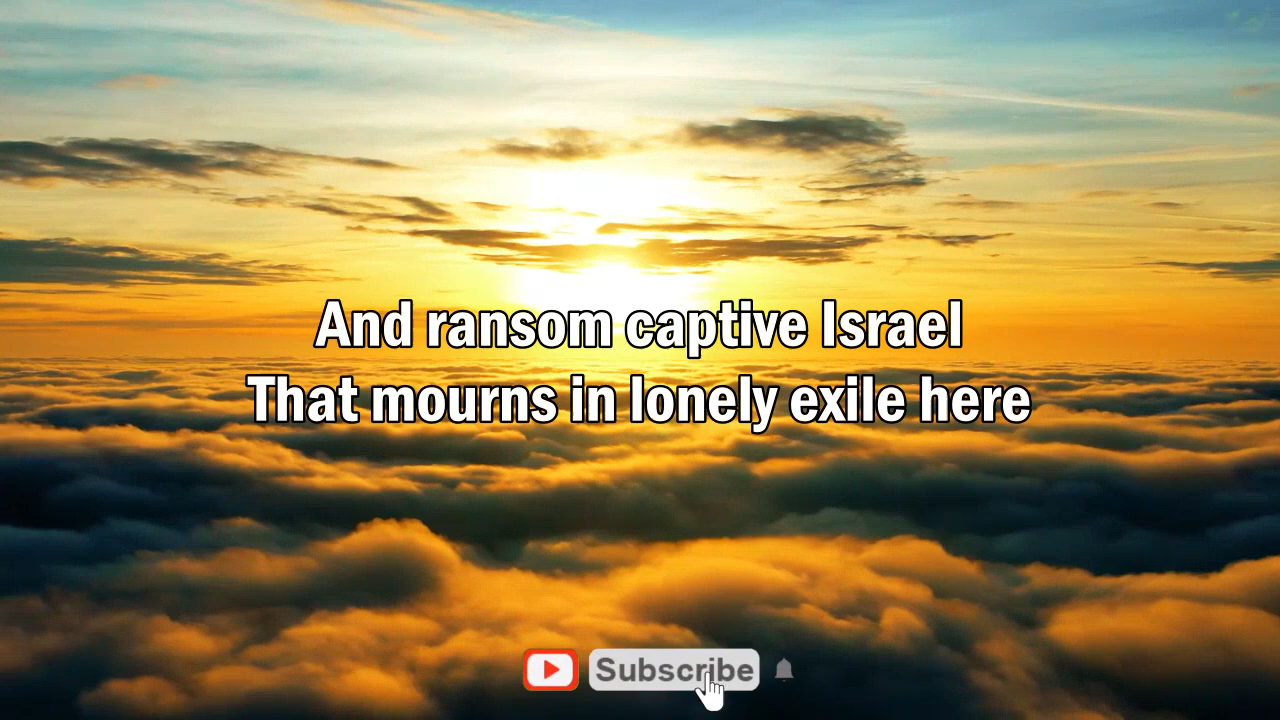 And ransom captive Israel
That mourns in lonely exile here
Subscribe